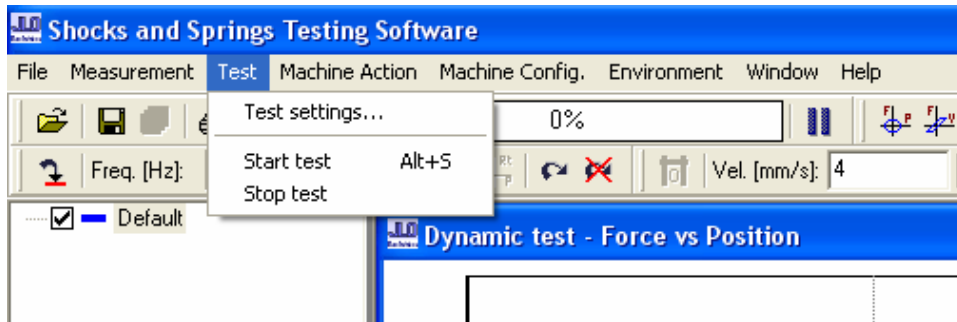 Shocks and Springs Testing Software
File Measurement Test Machine Action Machine Config. Environment Window Help
Test settings...
0%
Start test Alt+S
Freq. [Hz]:
Vel. [mm/s]: 4
Stop test
Default
Dynamic test - Force vs Position